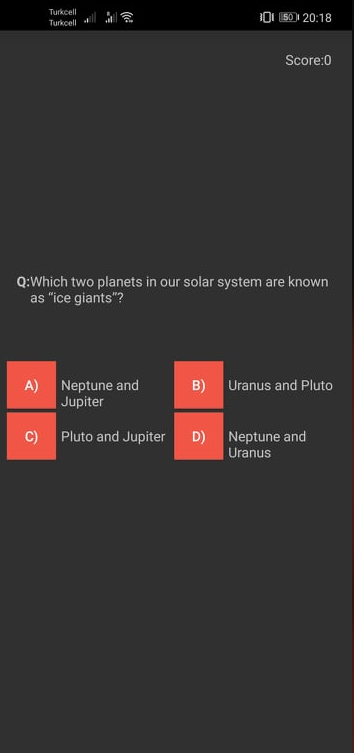 Turkcell
Turkcell
50 20:18
Score:0
Q:Which two planets in our solar system are known
as “ice giants”?
A) Neptune and
Jupiter
B) Uranus and Pluto
C) Pluto and Jupiter
D) Neptune and
Uranus